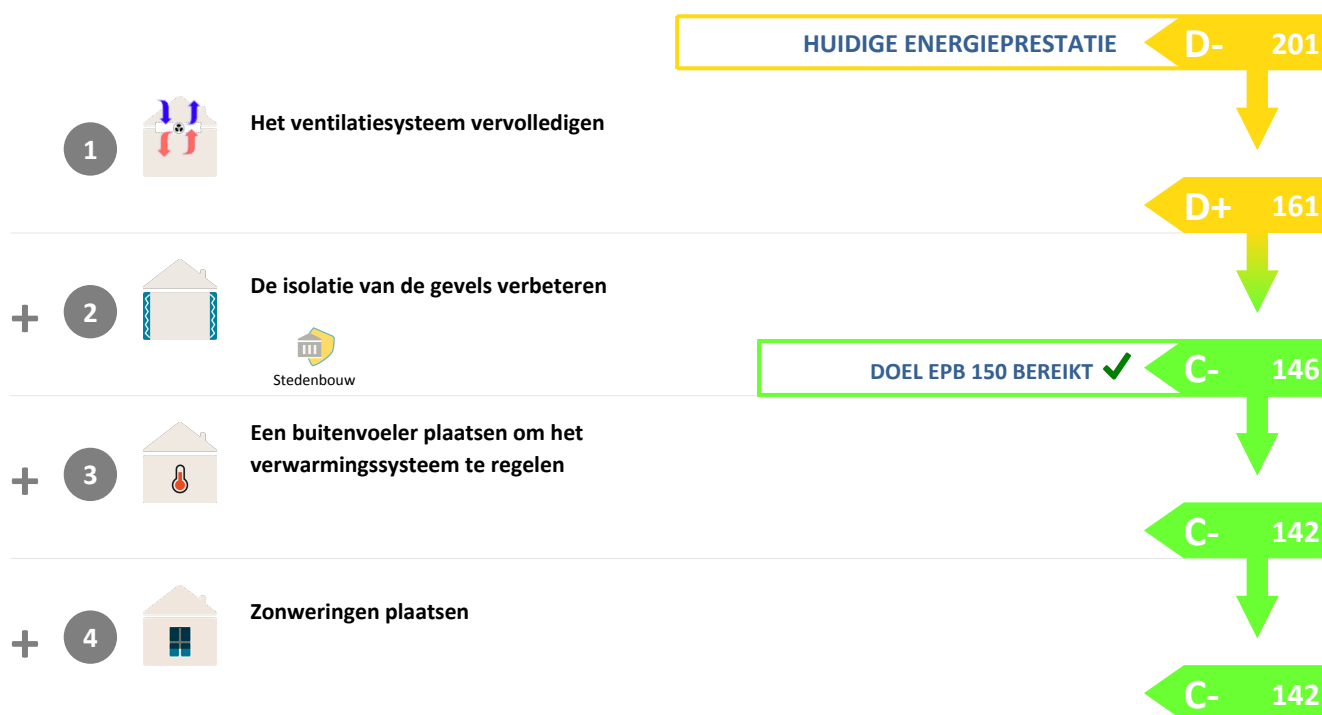 HUIDIGE ENERGIEPRESTATIE D- 201
1 Het ventilatiesysteem vervolledigen
D+ 161
+ 2 De isolatie van de gevels verbeteren
Stedenbouw
DOEL EPB 150 BEREIKT ✓ C- 146
+ 3 Een buitenvoeler plaatsen om het
verwarmingssysteem te regelen
C- 142
+ 4 Zonweringen plaatsen
C- 142